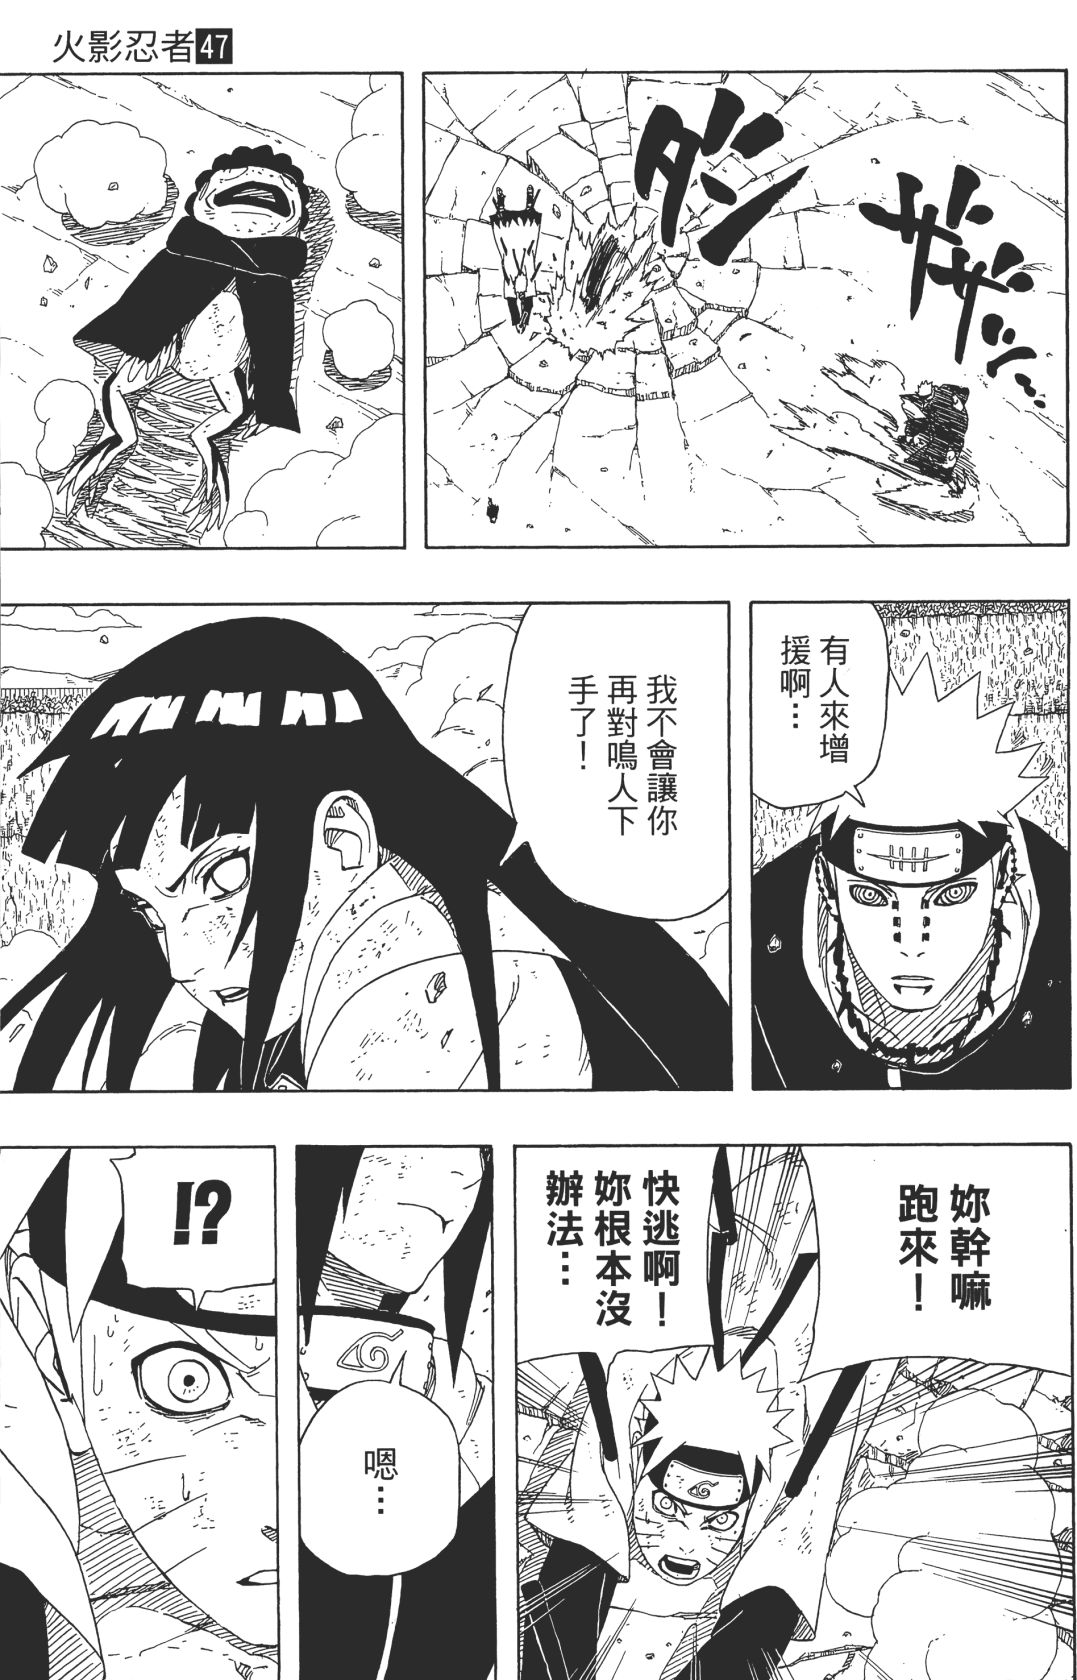 火影忍者47
ダン
ザザザッ…
有人來增
援啊…
我不會讓你
再對鳴人下
手了！
妳幹嘛
跑來！
快逃啊！
妳根本沒
辦法…
嗯…
!?